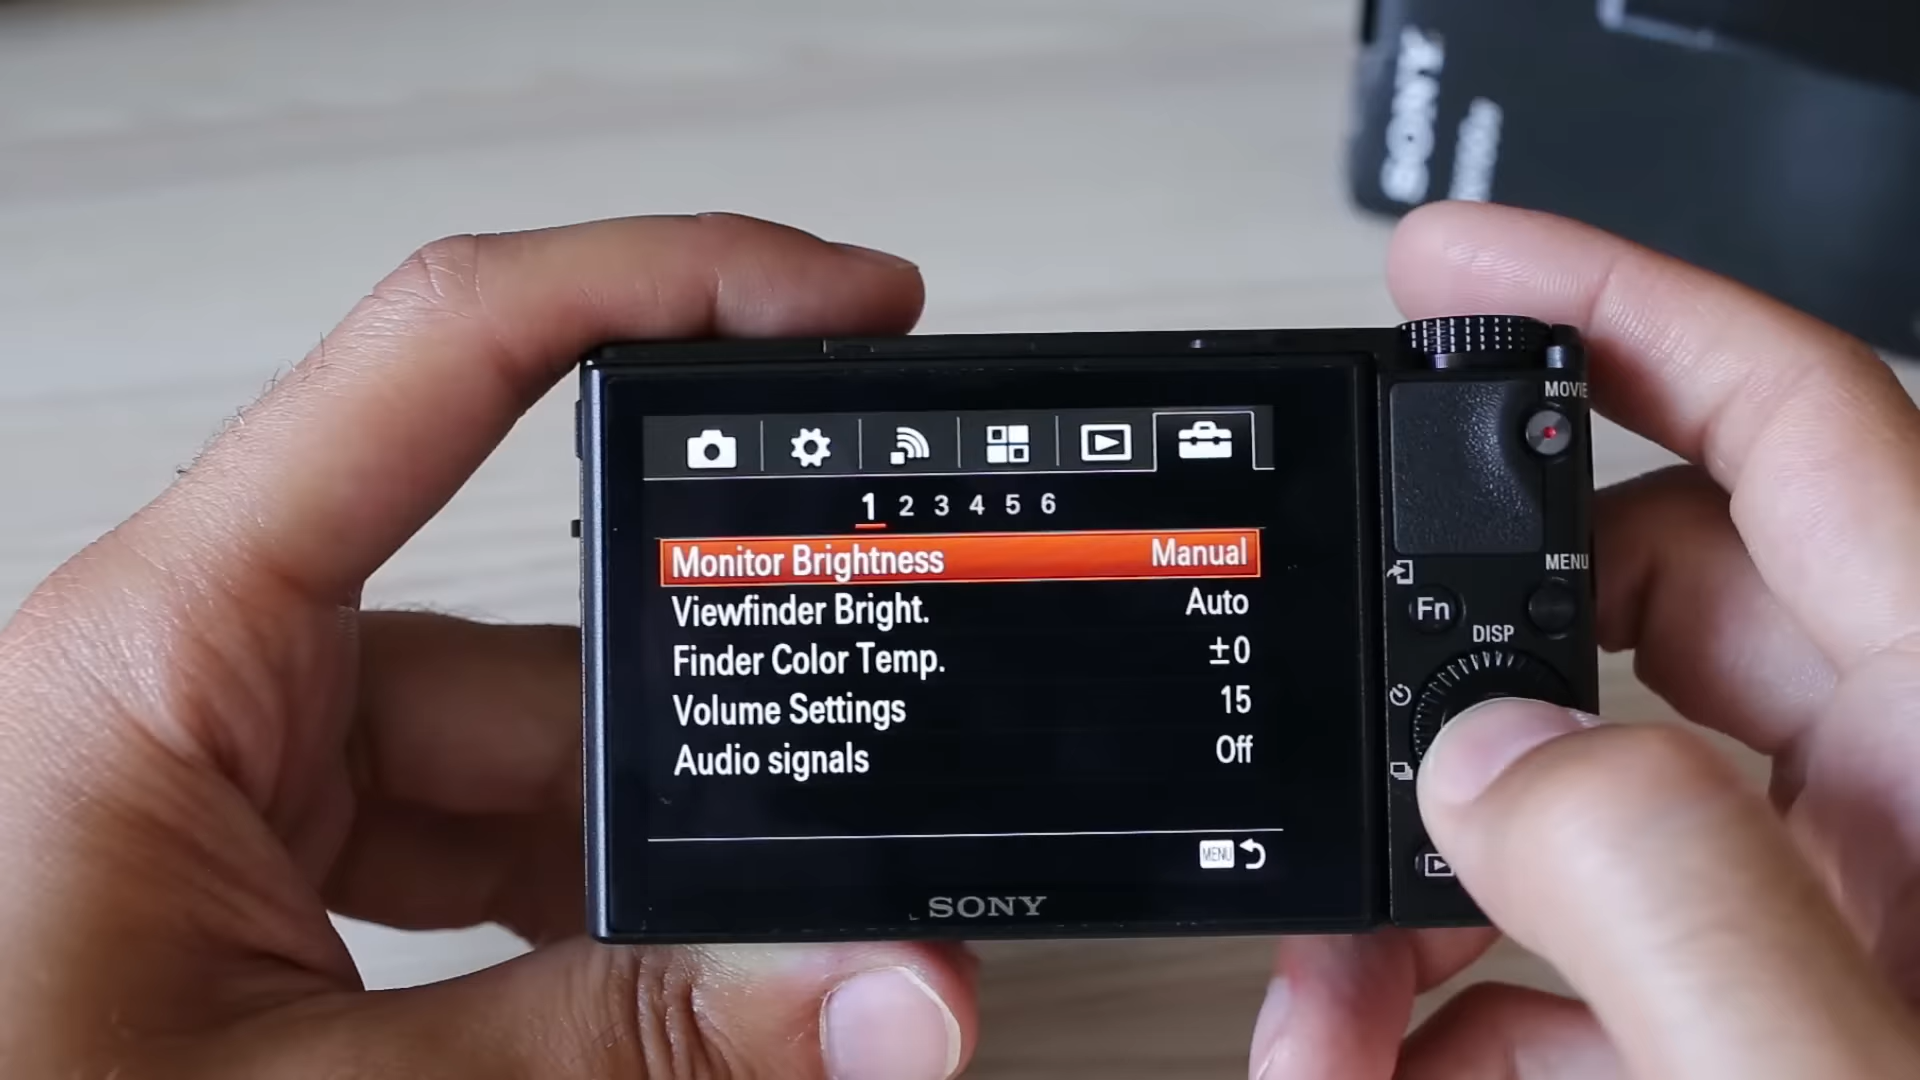 SONY
MOVIE
1 2 3 4 5 6
Monitor Brightness Manual
Viewfinder Bright. Auto
Finder Color Temp. ±0
Volume Settings 15
Audio signals Off
MENU
MENU
Fn
DISP
SONY